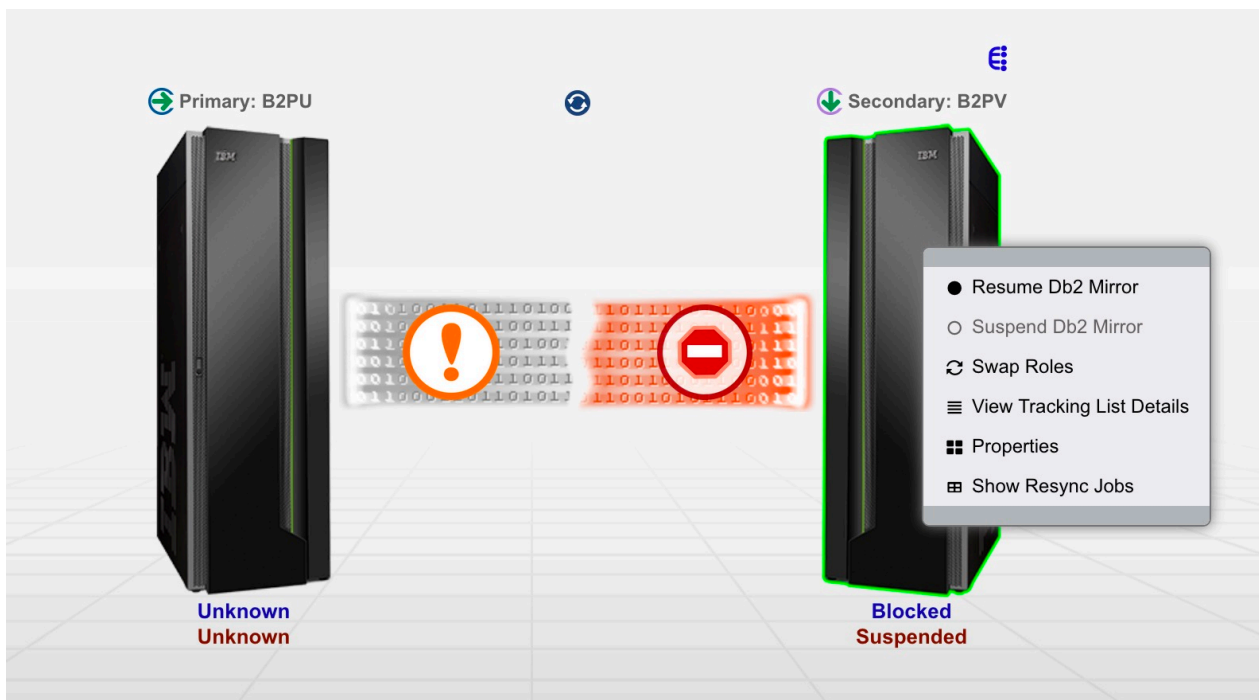 Primary: B2PU
Secondary: B2PV
IBM
IBM
IBM
Resume Db2 Mirror
Suspend Db2 Mirror
Swap Roles
View Tracking List Details
Properties
Show Resync Jobs
Unknown
Unknown
Blocked
Suspended